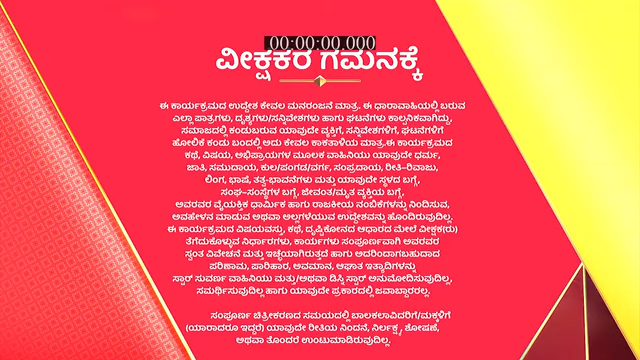 00:00:00.000
ವೀಕ್ಷಕರ ಗಮನಕ್ಕೆ
ಈ ಕಾರ್ಯಕ್ರಮದ ಉದ್ದೇಶ ಕೇವಲ ಮನರಂಜನೆ ಮಾತ್ರ. ಈ ಧಾರಾವಾಹಿಯಲ್ಲಿ ಬರುವ
ಎಲ್ಲಾ ಪಾತ್ರಗಳು, ದೃಶ್ಯಗಳು/ಸನ್ನಿವೇಶಗಳು ಹಾಗು ಘಟನೆಗಳು ಕಾಲ್ಪನಿಕವಾಗಿದ್ದು,
ಸಮಾಜದಲ್ಲಿ ಕಂಡುಬರುವ ಯಾವುದೇ ವ್ಯಕ್ತಿಗೆ, ಸನ್ನಿವೇಶಗಳಿಗೆ, ಘಟನೆಗಳಿಗೆ
ಹೋಲಿಕೆ ಕಂಡು ಬಂದಲ್ಲಿ ಅದು ಕೇವಲ ಕಾಕತಾಳಿಯ ಮಾತ್ರ.ಈ ಕಾರ್ಯಕ್ರಮದ
ಕಥೆ, ವಿಷಯ, ಅಭಿಪ್ರಾಯಗಳ ಮೂಲಕ ವಾಹಿನಿಯು ಯಾವುದೇ ಧರ್ಮ,
ಜಾತಿ, ಸಮುದಾಯ, ಕುಲ/ಪಂಗಡ/ವರ್ಗ, ಸಂಪ್ರದಾಯ, ರೀತಿ-ರಿವಾಜು,
ಲಿಂಗ, ಭಾಷೆ, ತತ್ವ-ಭಾವನೆಗಳು ಮತ್ತು ಯಾವುದೇ ಸ್ಥಳದ ಬಗ್ಗೆ,
ಸಂಘ-ಸಂಸ್ಥೆಗಳ ಬಗ್ಗೆ, ಜೀವಂತ/ಮೃತ ವ್ಯಕ್ತಿಯ ಬಗ್ಗೆ,
ಅವರವರ ವೈಯಕ್ತಿಕ ಧಾರ್ಮಿಕ ಹಾಗು ರಾಜಕೀಯ ನಂಬಿಕೆಗಳನ್ನು ನಿಂದಿಸುವ,
ಅವಹೇಳನ ಮಾಡುವ ಅಥವಾ ಅಲ್ಲಗಳೆಯುವ ಉದ್ದೇಶವನ್ನು ಹೊಂದಿರುವುದಿಲ್ಲ.
ಈ ಕಾರ್ಯಕ್ರಮದ ವಿಷಯವಸ್ತು, ಕಥೆ, ದೃಷ್ಟಿಕೋನದ ಆಧಾರದ ಮೇಲೆ ವೀಕ್ಷಕ(ರು)
ತೆಗೆದುಕೊಳ್ಳುವ ನಿರ್ಧಾರಗಳು, ಕಾರ್ಯಗಳು ಸಂಪೂರ್ಣವಾಗಿ ಅವರವರ
ಸ್ವಂತ ವಿವೇಚನೆ ಮತ್ತು ಇಚ್ಛೆಯಾಗಿರುತ್ತದೆ ಹಾಗು ಅದರಿಂದಾಗಬಹುದಾದ
ಪರಿಣಾಮ, ಪಾರಿಹಾರ, ಅವಮಾನ, ಆಘಾತ ಇತ್ಯಾದಿಗಳನ್ನು
ಸ್ಟಾರ್ ಸುವರ್ಣ ವಾಹಿನಿಯು ಮತ್ತು/ಅಥವಾ ಡಿಸ್ನಿ ಸ್ಟಾರ್ ಅನುಮೋದಿಸುವುದಿಲ್ಲ,
ಸಮರ್ಥಿಸುವುದಿಲ್ಲ ಹಾಗು ಯಾವುದೇ ಪ್ರಕಾರದಲ್ಲಿ ಜವಾಬ್ದಾರರಲ್ಲ.
ಸಂಪೂರ್ಣ ಚಿತ್ರೀಕರಣದ ಸಮಯದಲ್ಲಿ ಬಾಲಕಲಾವಿದರಿಗೆ/ಮಕ್ಕಳಿಗೆ
(ಯಾರಾದರೂ ಇದ್ದರೆ) ಯಾವುದೇ ರೀತಿಯ ನಿಂದನೆ, ನಿರ್ಲಕ್ಷ್ಯ, ಶೋಷಣೆ,
ಅಥವಾ ತೊಂದರೆ ಉಂಟುಮಾಡಿರುವುದಿಲ್ಲ.